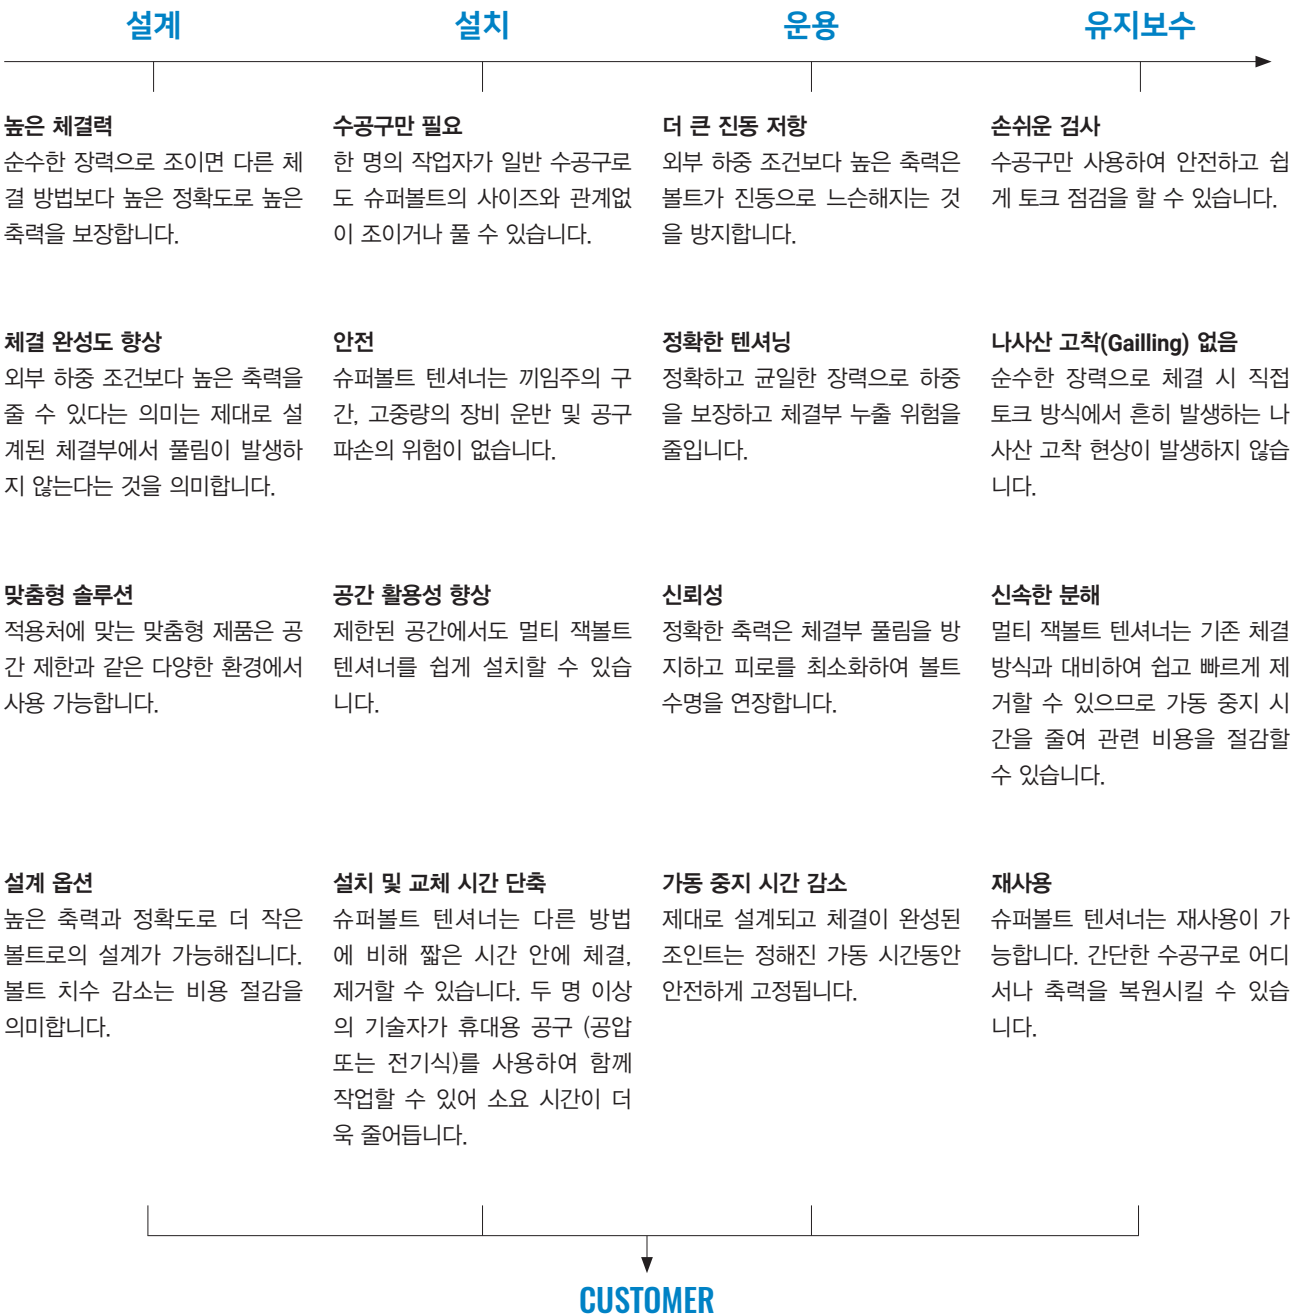 설계
설치
운용
유지보수
높은 체결력
순수한 장력으로 조이면 다른 체
결 방법보다 높은 정확도로 높은
축력을 보장합니다.
수공구만 필요
한 명의 작업자가 일반 수공구로
도 슈퍼볼트의 사이즈와 관계없
이 조이거나 풀 수 있습니다.
더 큰 진동 저항
외부 하중 조건보다 높은 축력은
볼트가 진동으로 느슨해지는 것
을 방지합니다.
손쉬운 검사
수공구만 사용하여 안전하고 쉽
게 토크 점검을 할 수 있습니다.
체결 완성도 향상
외부 하중 조건보다 높은 축력을
줄 수 있다는 의미는 제대로 설
계된 체결부에서 풀림이 발생하
지 않는다는 것을 의미합니다.
안전
슈퍼볼트 텐셔너는 끼임주의 구
간, 고중량의 장비 운반 및 공구
파손의 위험이 없습니다.
정확한 텐셔닝
정확하고 균일한 장력으로 하중
을 보장하고 체결부 누출 위험을
줄입니다.
나사산 고착(Gailling) 없음
순수한 장력으로 체결 시 직접
토크 방식에서 흔히 발생하는 나
사산 고착 현상이 발생하지 않습
니다.
맞춤형 솔루션
적용처에 맞는 맞춤형 제품은 공
간 제한과 같은 다양한 환경에서
사용 가능합니다.
공간 활용성 향상
제한된 공간에서도 멀티 잭볼트
텐셔너를 쉽게 설치할 수 있습
니다.
신뢰성
정확한 축력은 체결부 풀림을 방
지하고 피로를 최소화하여 볼트
수명을 연장합니다.
신속한 분해
멀티 잭볼트 텐셔너는 기존 체결
방식과 대비하여 쉽고 빠르게 제
거할 수 있으므로 가동 중지 시
간을 줄여 관련 비용을 절감할
수 있습니다.
설계 옵션
높은 축력과 정확도로 더 작은
볼트로의 설계가 가능해집니다.
볼트 치수 감소는 비용 절감을
의미합니다.
설치 및 교체 시간 단축
슈퍼볼트 텐셔너는 다른 방법
에 비해 짧은 시간 안에 체결,
제거할 수 있습니다. 두 명 이상
의 기술자가 휴대용 공구 (공압
또는 전기식)를 사용하여 함께
작업할 수 있어 소요 시간이 더
욱 줄어듭니다.
가동 중지 시간 감소
제대로 설계되고 체결이 완성된
조인트는 정해진 가동 시간동안
안전하게 고정됩니다.
재사용
슈퍼볼트 텐셔너는 재사용이 가
능합니다. 간단한 수공구로 어디
서나 축력을 복원시킬 수 있습
니다.
CUSTOMER